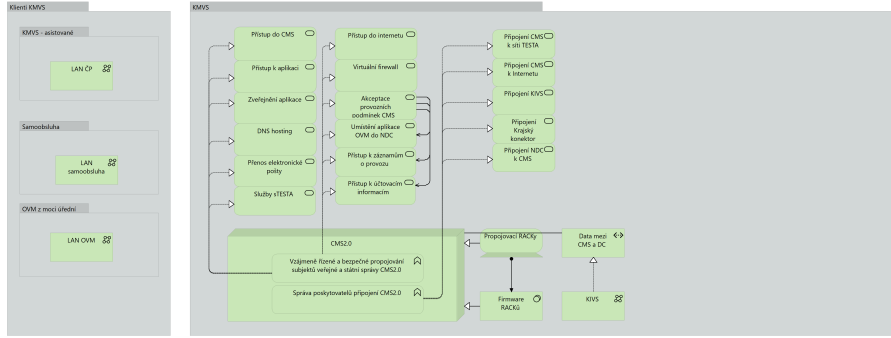 Klienti KMVS
KMVS - asistované
LAN ČP
Samoobsluha
LAN
samoobsluha
OVM z moci úřední
LAN OVM
KMVS
Přístup do CMS
Přístup k aplikaci
Zveřejnění aplikace
DNS hosting
Přenos elektronické
pošty
Služby sTESTA
Přístup do internetu
Virtuální firewall
Akceptace
provozních
podmínek CMS
Umístění aplikace
OVM do NDC
Přístup k záznamům
o provozu
Přístup k účtovacím
informacím
Připojení CMS
k síti TESTA
Připojení CMS
k Internetu
Připojení KIVS
Připojení
Krajský
konektor
Připojení NDC
k CMS
CMS2.0
Vzájemně řízené a bezpečné propojování
subjektů veřejné a státní správy CMS2.0
Správa poskytovatelů připojení CMS2.0
Propojovací RACKy
Firmware
RACKů
Data mezi
CMS a DC
KIVS